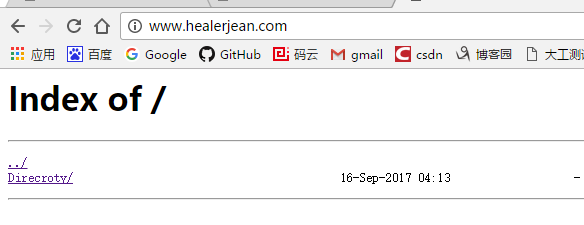 www.healerjean.com
应用 百度 Google GitHub 码云 gmail csdn 博客园 大工测试
Index of /
../
Direcroty/ 16-Sep-2017 04:13 -